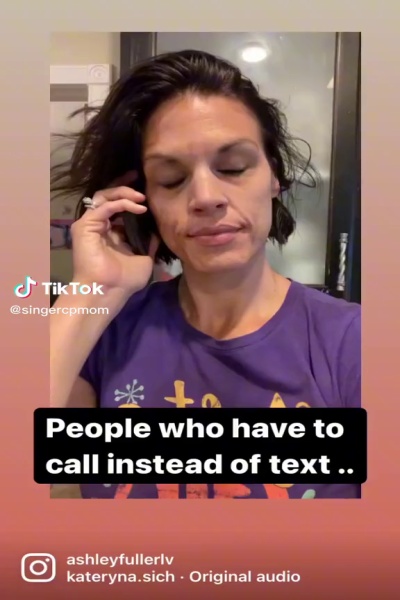 TikTok
@singercpmom
People who have to
call instead of text ..
ashleyfullerlv
kateryna.sich · Original audio